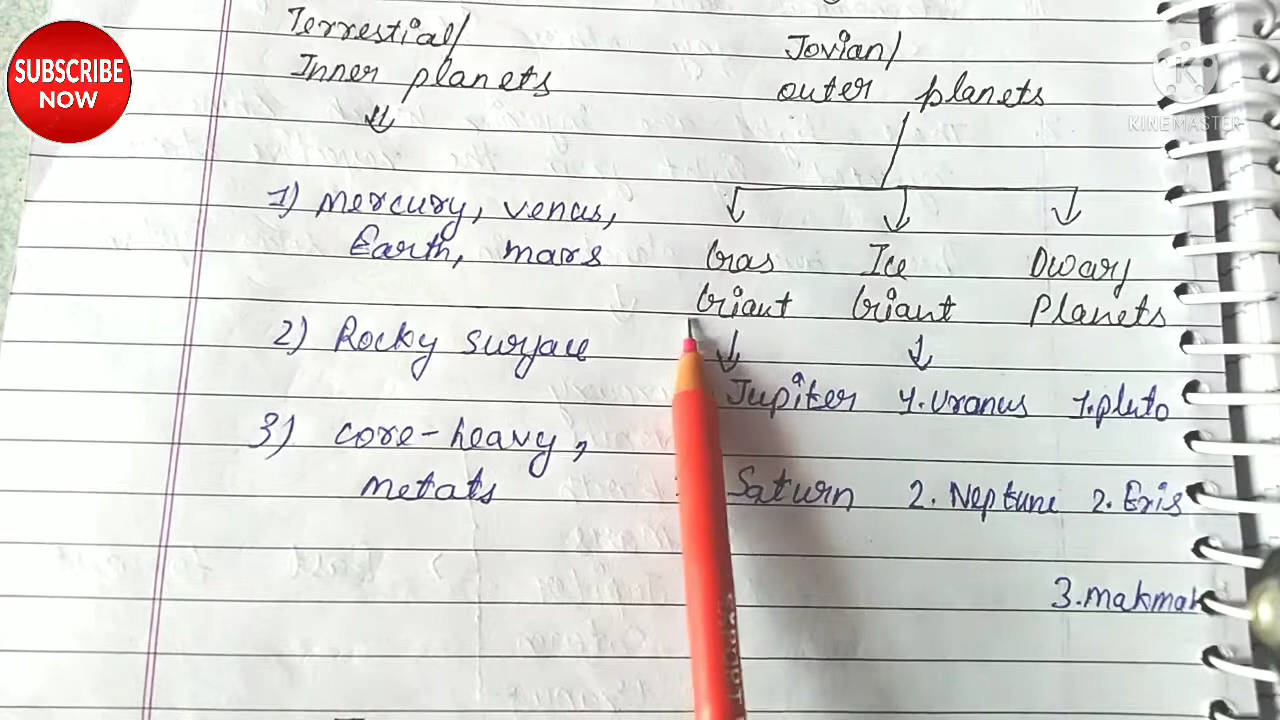 SUBSCRIBE
NOW
KINEMASTER
Terrestial/
Inner planets
Jovian/
outer planets
1) Mercury, venus,
Earth, mars
Gas
Giant
Ice
Giant
Dwarf
Planets
2) Rocky surface
Jupiter
1. Uranus
1. pluto
3) core-heavy,
metals
Saturn
2. Neptune
2. Eris
3. makmak